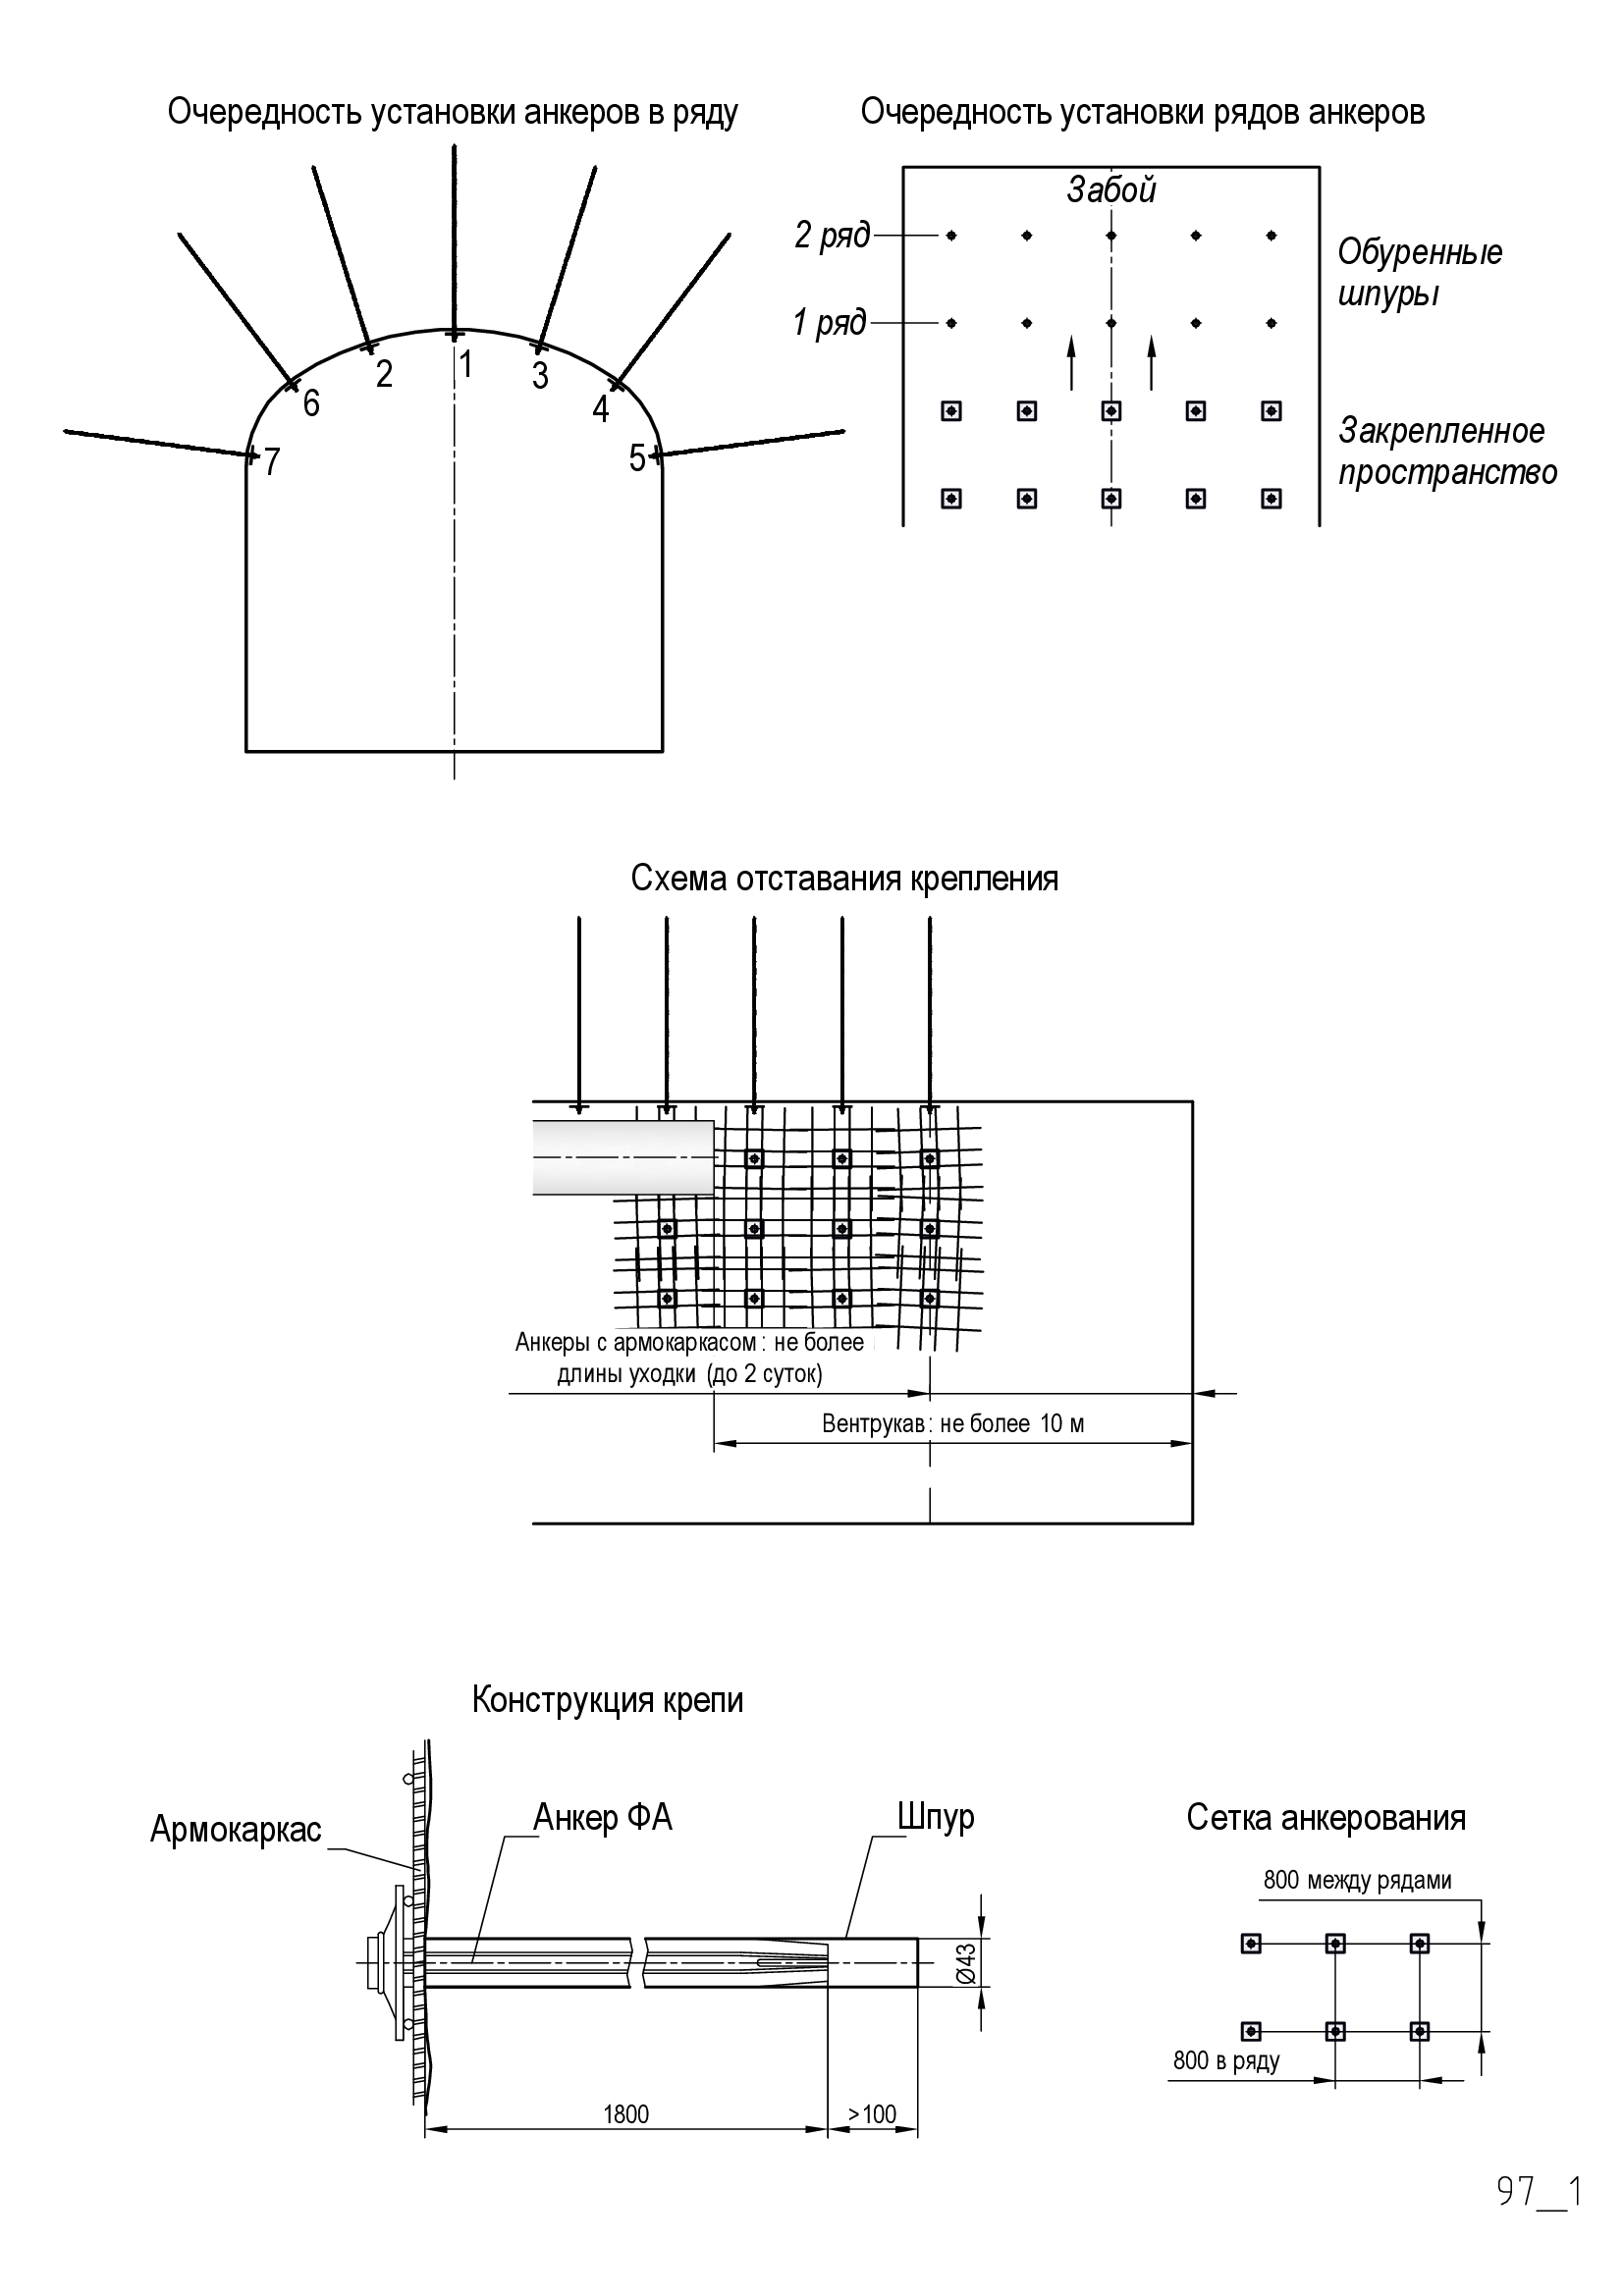 Очередность установки анкеров в ряду
Очередность установки рядов анкеров
1
2
3
4
5
6
7
Забой
2 ряд
1 ряд
Обуренные
шпуры
Закрепленное
пространство
Схема отставания крепления
Анкеры с армокаркасом: не более
длины уходки (до 2 суток)
Вентрукав: не более 10 м
Конструкция крепи
Армокаркас
Анкер ФА
Шпур
Ø43
1800
>100
Сетка анкерования
800 между рядами
800 в ряду
97_1